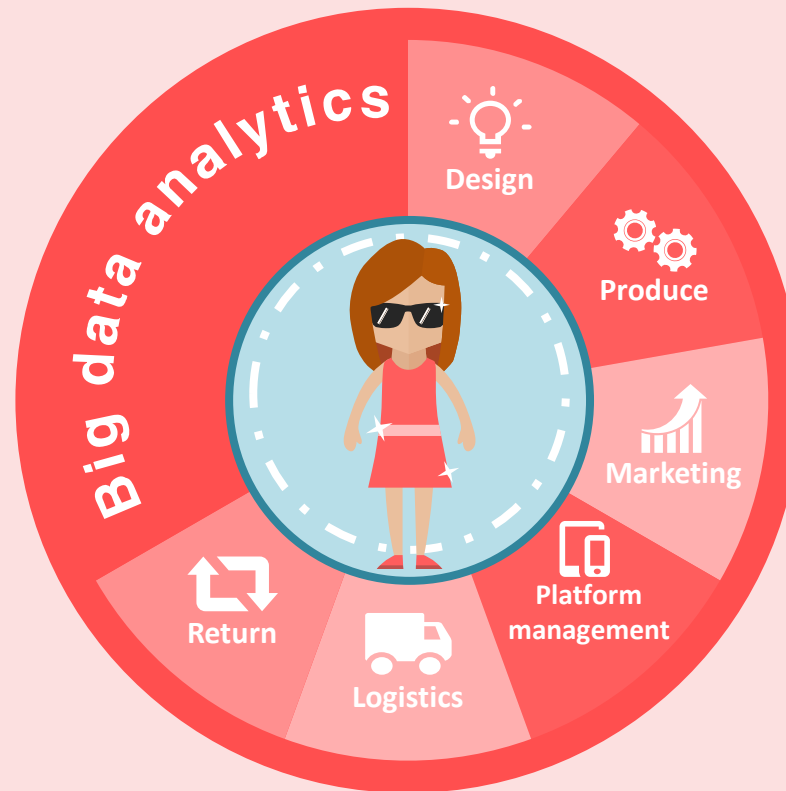 Big data analytics
Design
Produce
Marketing
Platform
management
Logistics
Return